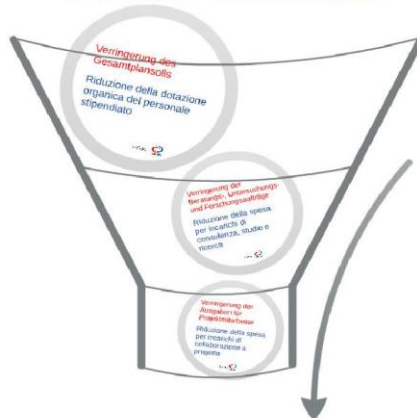 Verringerung des
Gesamtplansolls
Riduzione della dotazione
organica del personale
stipendiato
Verringerung der
Beratungs-, Untersuchungs-
und Forschungsaufträge
Riduzione della spesa
per incarichi di
consulenza, studio e
ricerca
Verringerung der
Ausgaben für
Projektmitarbeiter
Riduzione della spesa
per incarichi di
collaborazione a
progetto